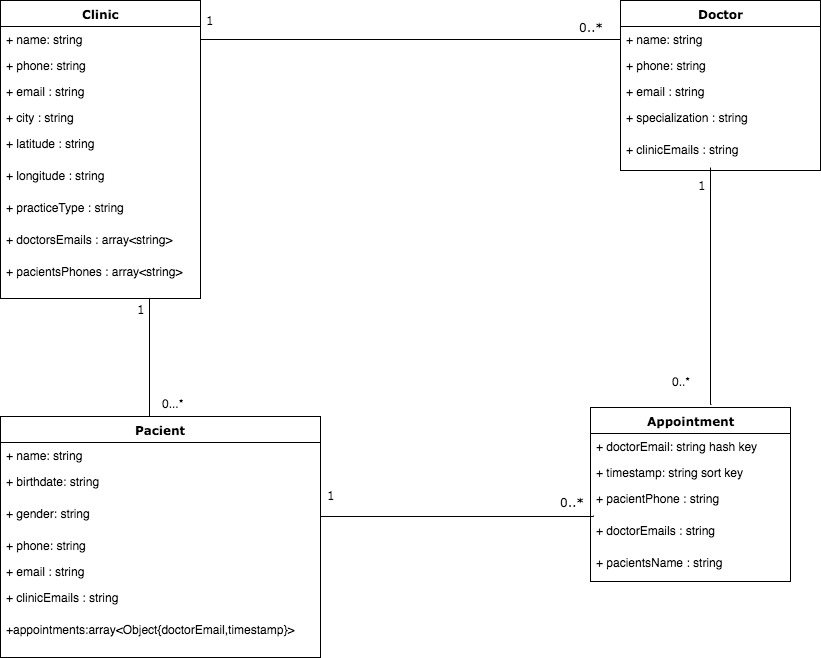 Clinic
+ name: string
+ phone: string
+ email : string
+ city : string
+ latitude : string
+ longitude : string
+ practiceType : string
+ doctorsEmails : array<string>
+ pacientsPhones : array<string>
1
0..*
Doctor
+ name: string
+ phone: string
+ email : string
+ specialization : string
+ clinicEmails : string
1
0..*
1
0...*
Pacient
+ name: string
+ birthdate: string
+ gender: string
+ phone: string
+ email : string
+ clinicEmails : string
+appointments:array<Object{doctorEmail,timestamp}>
1
0..*
Appointment
+ doctorEmail: string hash key
+ timestamp: string sort key
+ pacientPhone : string
+ doctorEmails : string
+ pacientsName : string